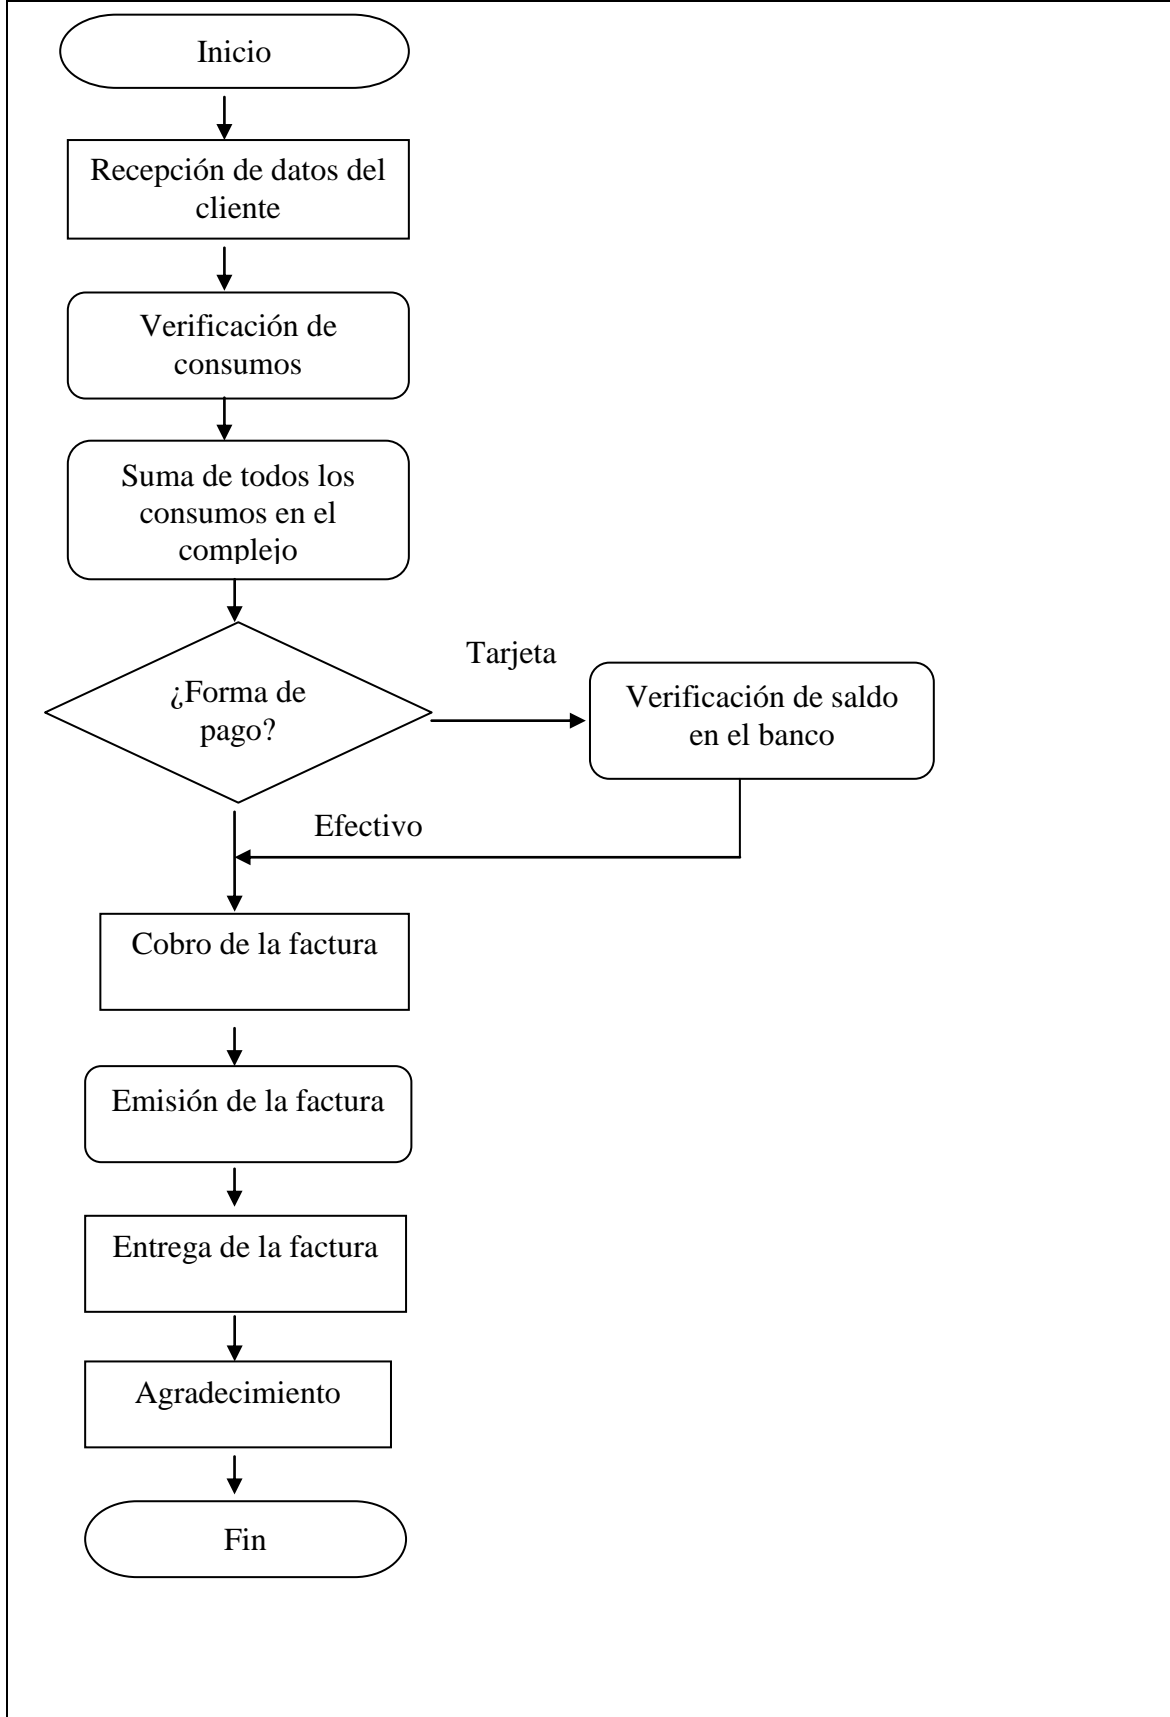 Inicio
Recepción de datos del
cliente
Verificación de
consumos
Suma de todos los
consumos en el
complejo
¿Forma de
pago?
Tarjeta
Verificación de saldo
en el banco
Efectivo
Cobro de la factura
Emisión de la factura
Entrega de la factura
Agradecimiento
Fin